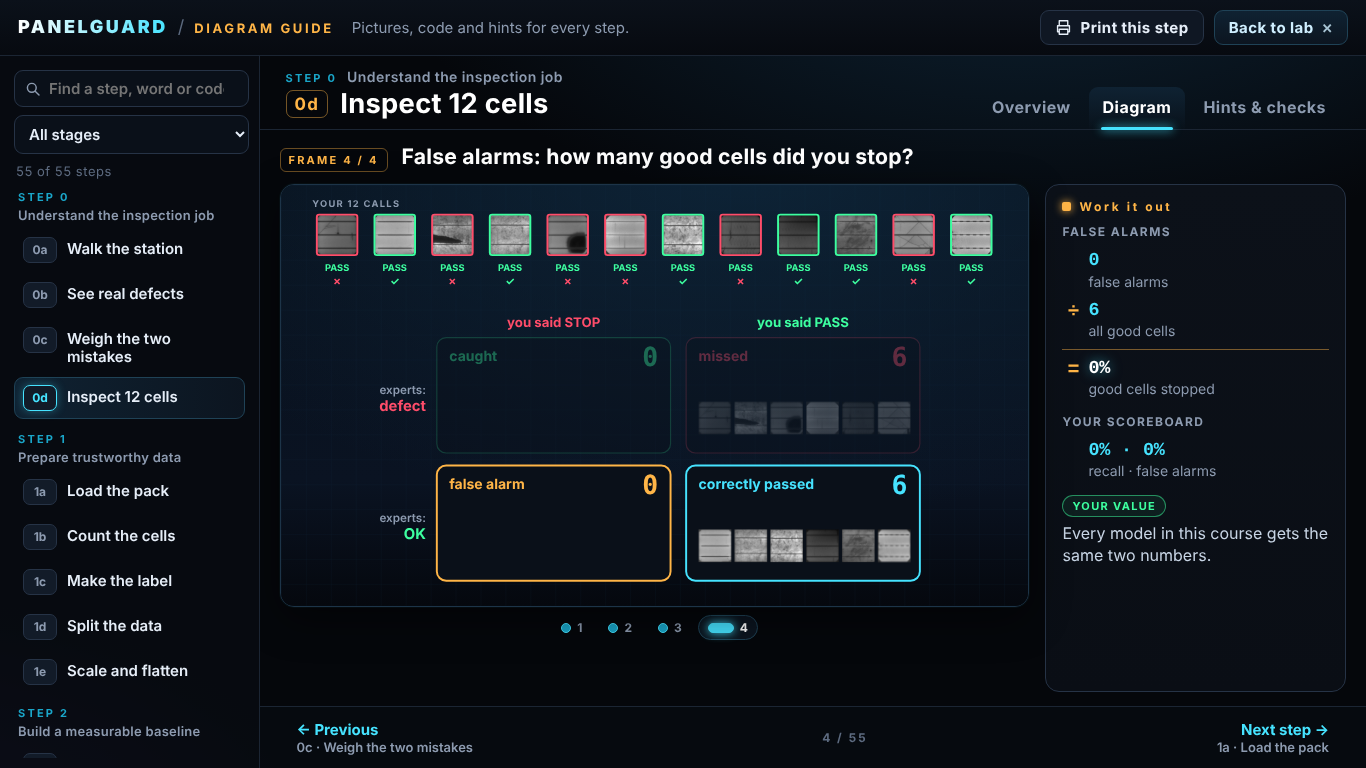 PANELGUARD / DIAGRAM GUIDE Pictures, code and hints for every step.
Print this step
Back to lab ×
Find a step, word or cod
All stages
55 of 55 steps
STEP 0
Understand the inspection job
0a Walk the station
0b See real defects
0c Weigh the two mistakes
0d Inspect 12 cells
STEP 1
Prepare trustworthy data
1a Load the pack
1b Count the cells
1c Make the label
1d Split the data
1e Scale and flatten
STEP 2
Build a measurable baseline
STEP 0 Understand the inspection job
0d Inspect 12 cells
Overview
Diagram
Hints & checks
FRAME 4 / 4 False alarms: how many good cells did you stop?
YOUR 12 CALLS
PASS PASS PASS PASS PASS PASS PASS PASS PASS PASS PASS PASS
× ✓ × ✓ × × ✓ × ✓ ✓ × ✓
you said STOP you said PASS
experts:
defect
caught 0
missed 6
experts:
OK
false alarm 0
correctly passed 6
1 2 3 4
Work it out
FALSE ALARMS
0
false alarms
÷ 6
all good cells
= 0%
good cells stopped
YOUR SCOREBOARD
0% · 0%
recall · false alarms
YOUR VALUE
Every model in this course gets the
same two numbers.
← Previous
0c · Weigh the two mistakes
4 / 55
Next step →
1a · Load the pack